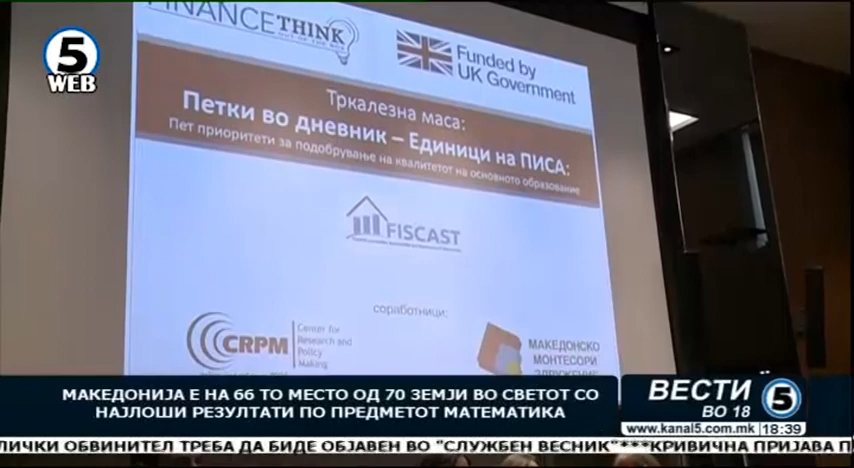 5
WEB
FINANCETHINK
Funded by
UK Government
Тркалезна маса:
Петки во дневник – Единици на ПИСА:
Пет приоритети за подобрување на квалитетот на основното образование
FISCAST
соработници:
CRPM
Center for
Research and
Policy
Making
МАКЕДОНСКО
МОНТЕСОРИ
ЗДРУЖЕНИЕ
МАКЕДОНИЈА Е НА 66 ТО МЕСТО ОД 70 ЗЕМЈИ ВО СВЕТОТ СО
НАЈЛОШИ РЕЗУЛТАТИ ПО ПРЕДМЕТОТ МАТЕМАТИКА
ВЕСТИ
ВО 18
5
www.kanal5.com.mk 18:39
ЛИЧКИ ОБВИНИТЕЛ ТРЕБА ДА БИДЕ ОБЈАВЕН ВО "СЛУЖБЕН ВЕСНИК"***КРИВИЧНА ПРИЈАВА П